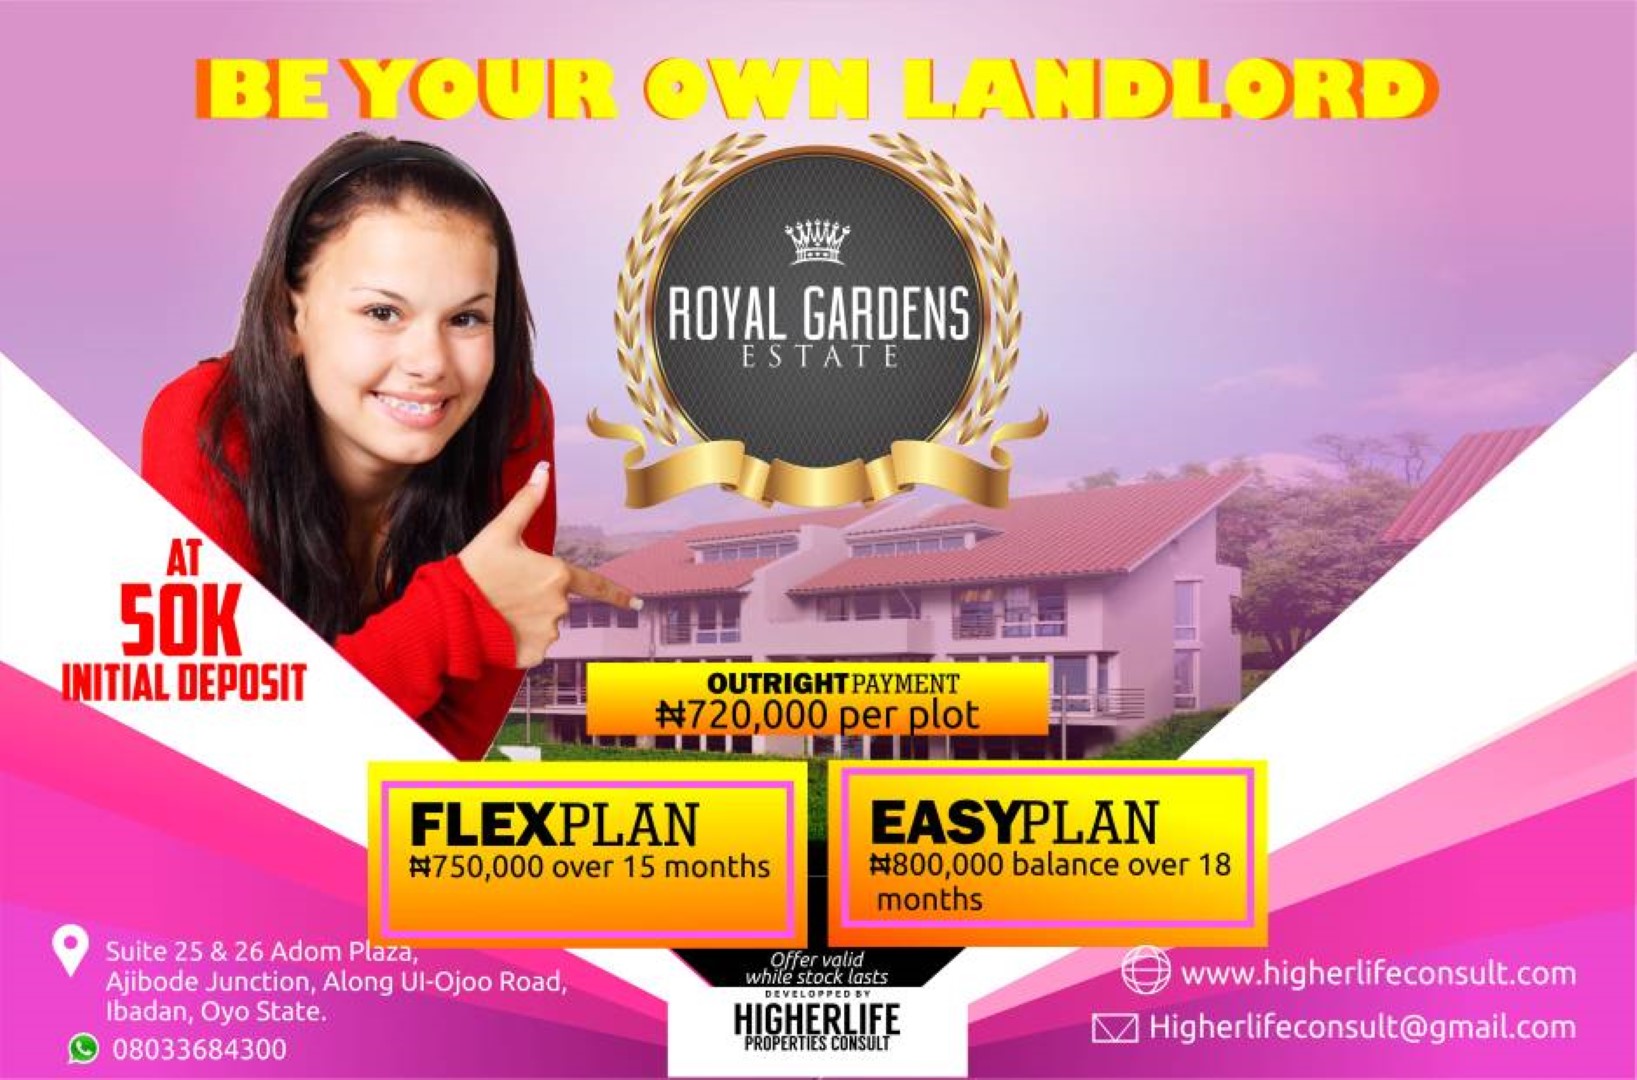 BE YOUR OWN LANDLORD
ROYAL GARDENS
ESTATE
AT
50K
INITIAL DEPOSIT
OUTRIGHT PAYMENT
₦720,000 per plot
FLEXPLAN
₦750,000 over 15 months
EASYPLAN
₦800,000 balance over 18
months
Suite 25 & 26 Adom Plaza,
Ajibode Junction, Along UI-Ojoo Road,
Ibadan, Oyo State.
08033684300
Offer valid
while stock lasts
DEVELOPPED BY
HIGHERLIFE
PROPERTIES CONSULT
www.higherlifeconsult.com
Higherlifeconsult@gmail.com